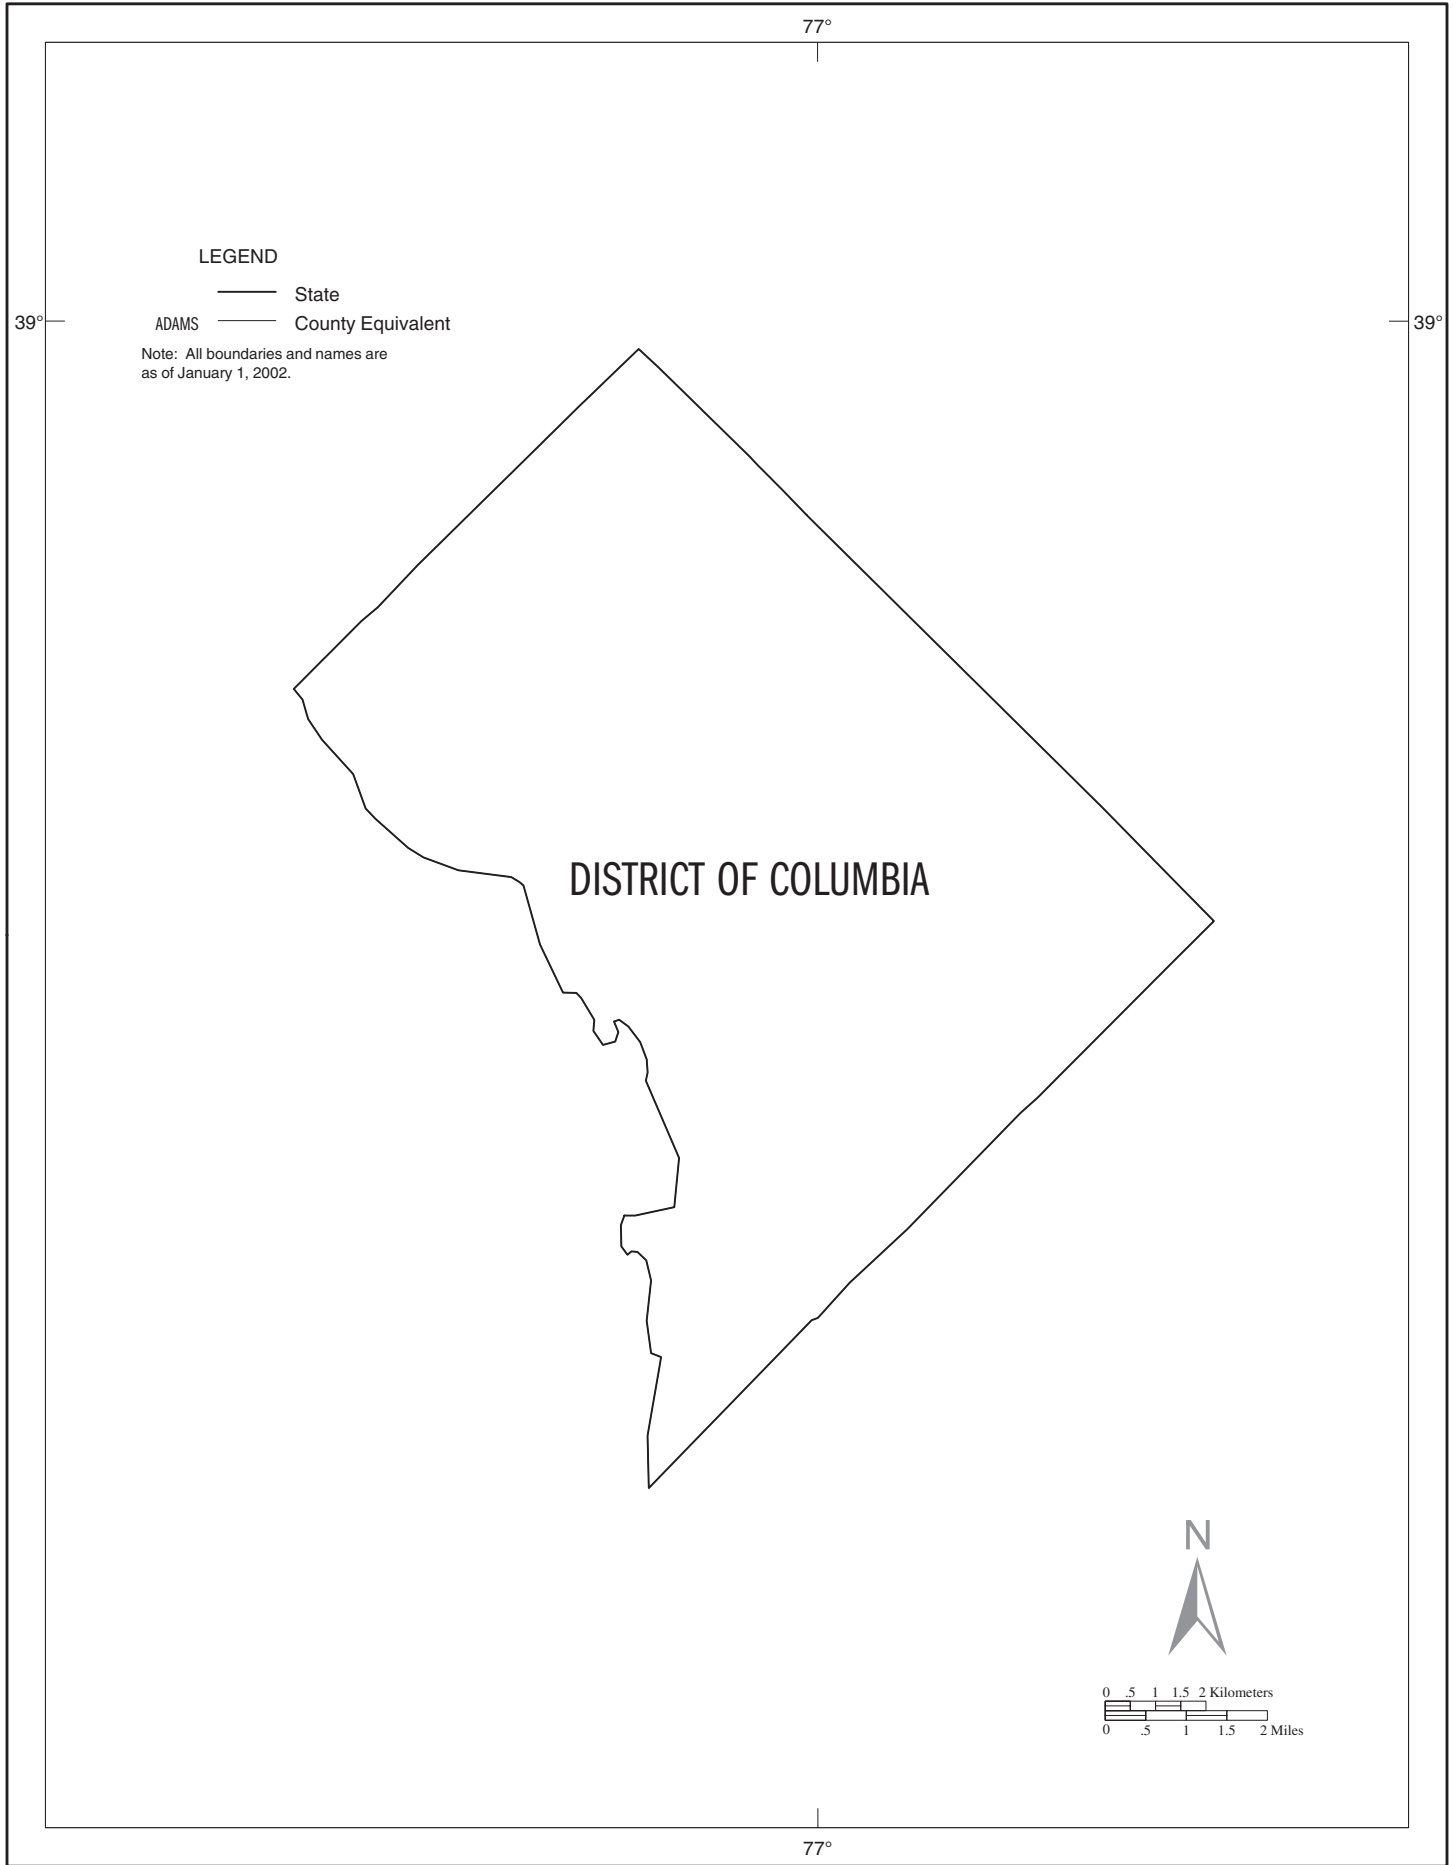 77°
LEGEND
State
39°
39°
ADAMS County Equivalent
Note: All boundaries and names are
as of January 1, 2002.
DISTRICT OF COLUMBIA
N
0 .5 1 1.5 2 Kilometers
0 .5 1 1.5 2 Miles
77°